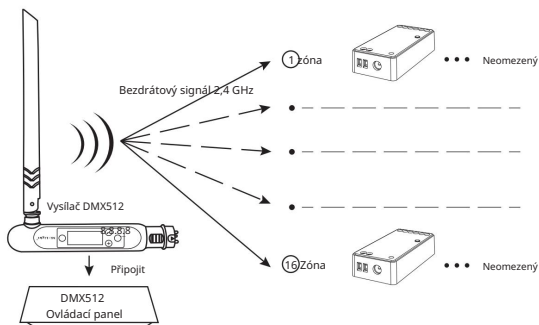 1 zóna
Neomezený
Bezdrátový signál 2,4 GHz
Vysílač DMX512
8.8.8.8
Připojit
16 Zóna
Neomezený
DMX512
Ovládací panel